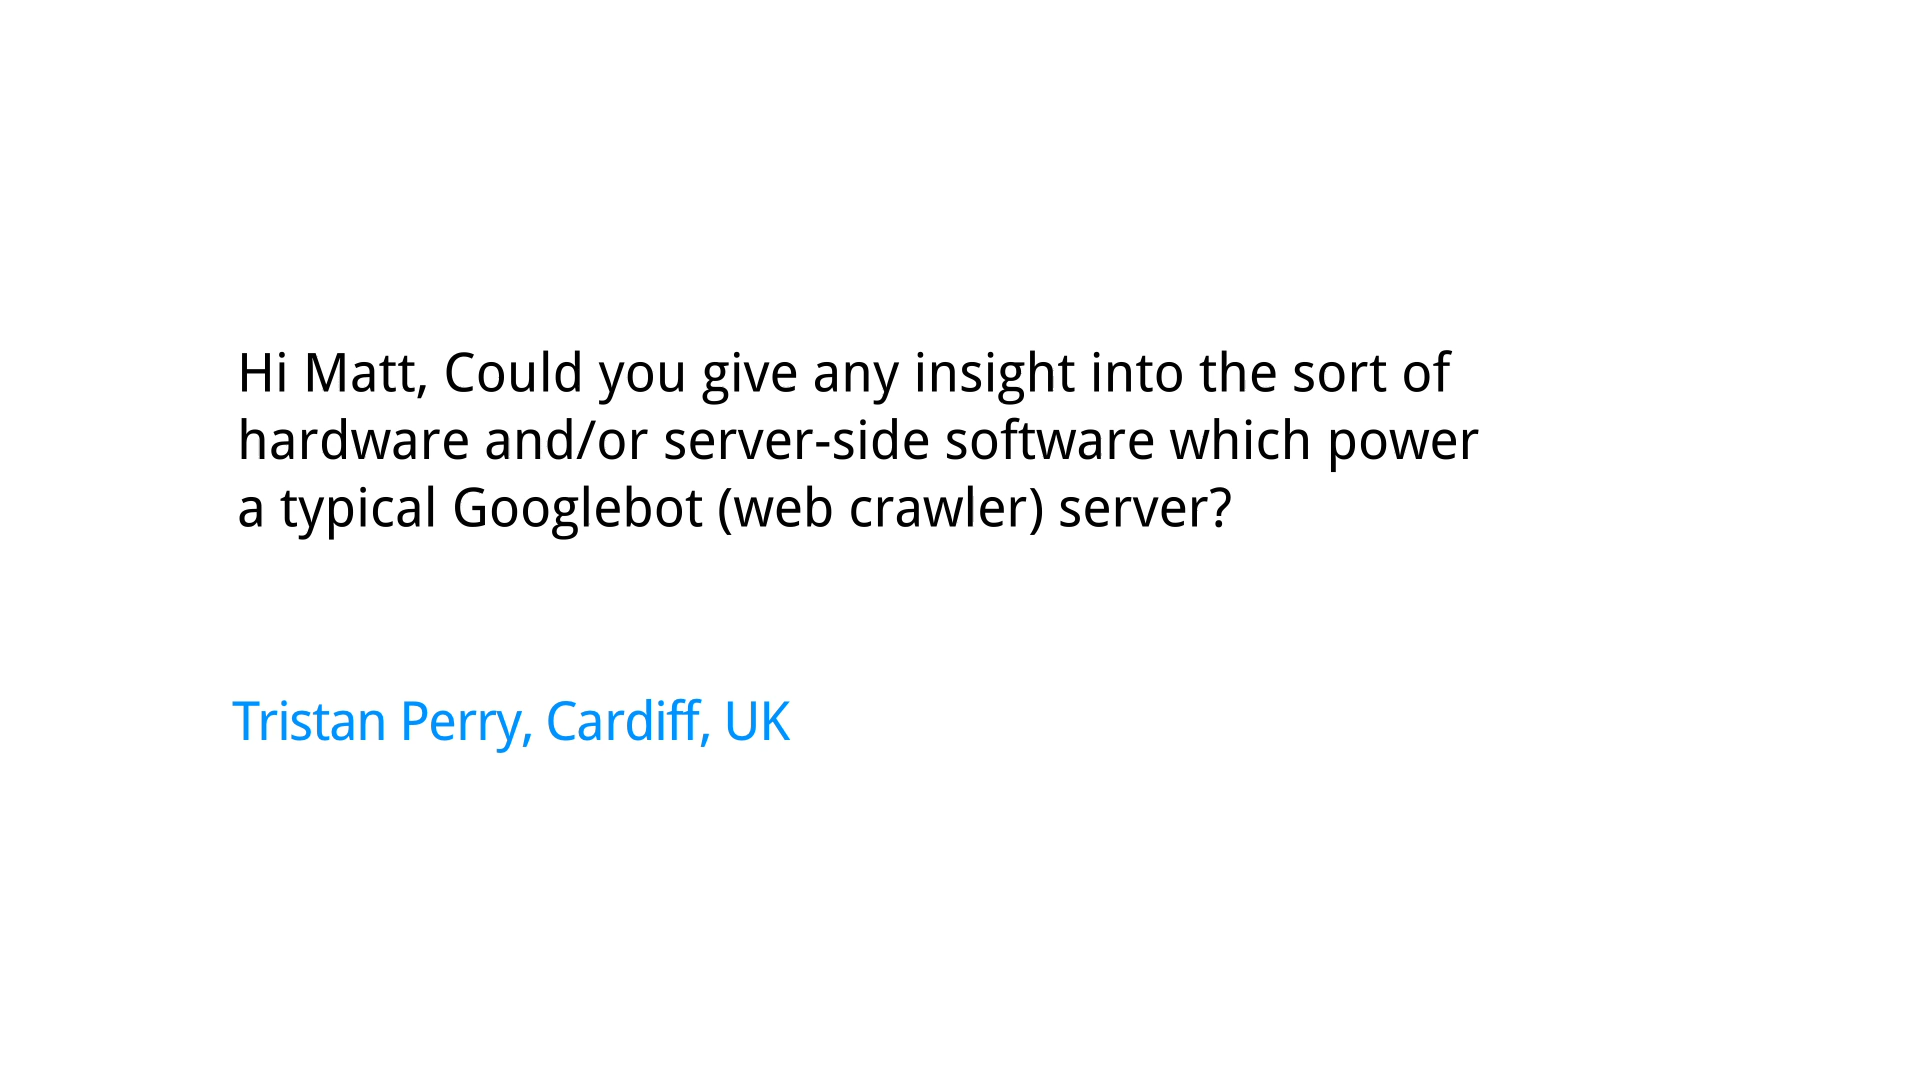 Hi Matt, Could you give any insight into the sort of
hardware and/or server-side software which power
a typical Googlebot (web crawler) server?
Tristan Perry, Cardiff, UK